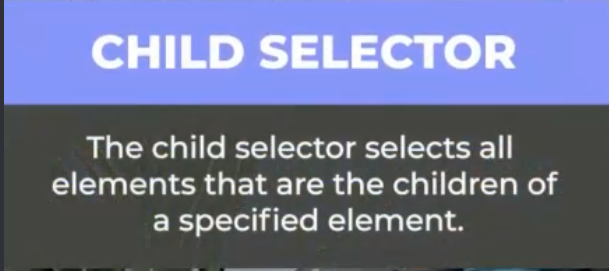 CHILD SELECTOR
The child selector selects all
elements that are the children of
a specified element.